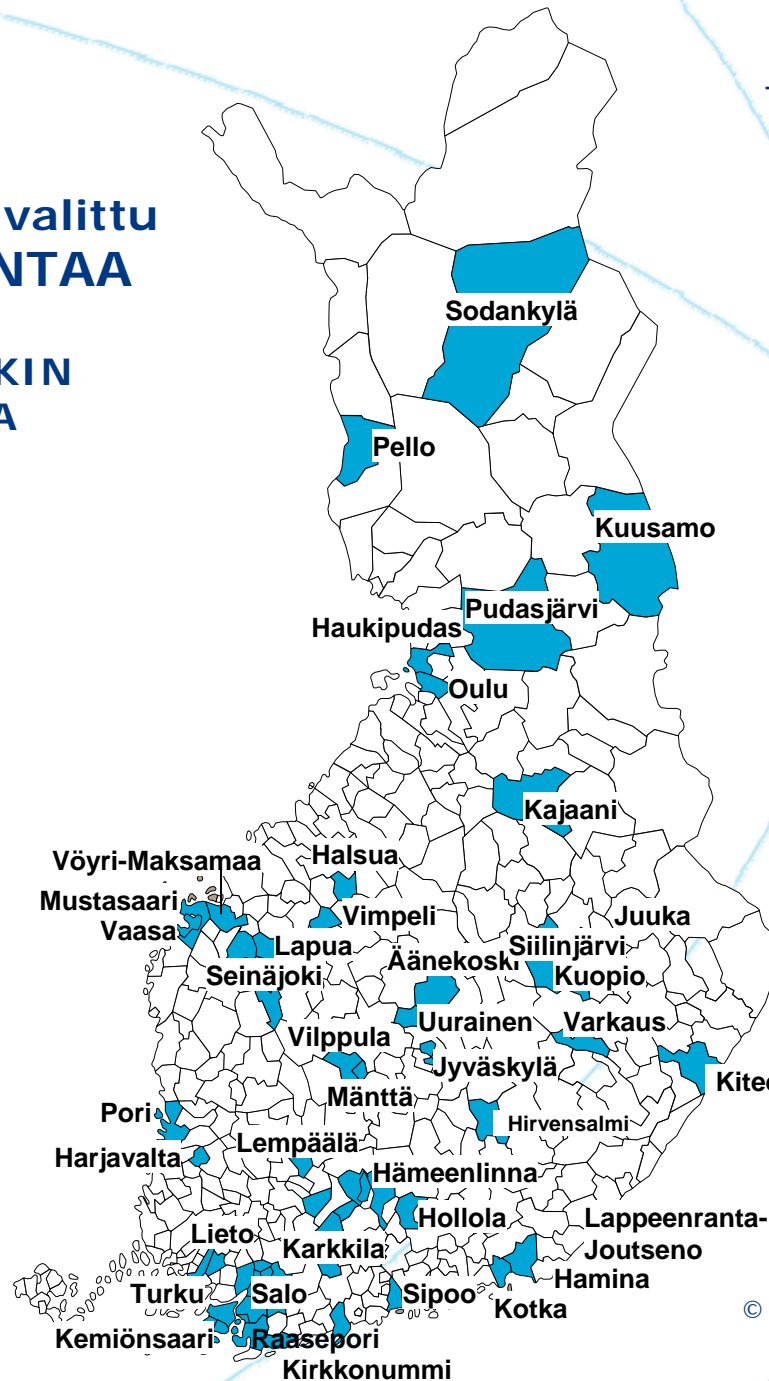 valittu
NTAA
KIN
A
Sodankylä
Pello
Kuusamo
Pudasjärvi
Haukipudas
Oulu
Kajaani
Vöyri-Maksamaa
Halsua
Mustasaari
Vimpeli
Juuka
Vaasa
Lapua
Siilinjärvi
Äänekoski
Seinäjoki
Kuopio
Uurainen
Varkaus
Vilppula
Jyväskylä
Kitee
Mänttä
Pori
Hirvensalmi
Lempäälä
Harjavalta
Hämeenlinna
Hollola
Lappeenranta-
Joutseno
Lieto
Karkkila
Hamina
Turku
Salo
Sipoo
Kotka
Kemiönsaari
Raasepori
Kirkkonummi
©